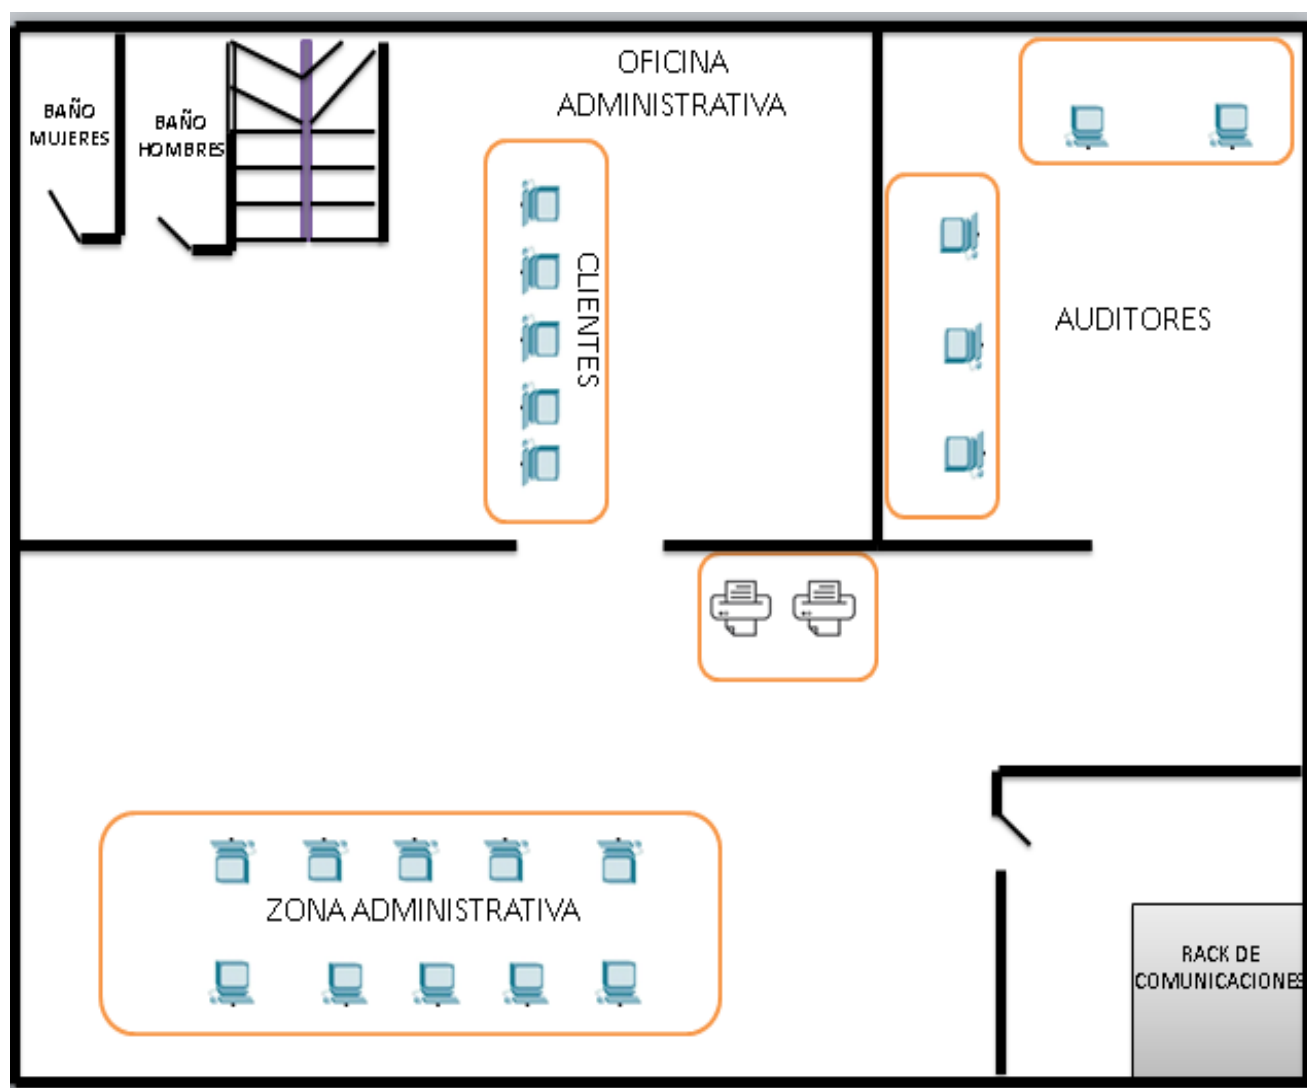 BAÑO
MUJERES
BAÑO
HOMBRES
OFICINA
ADMINISTRATIVA
CLIENTES
AUDITORES
ZONA ADMINISTRATIVA
RACK DE
COMUNICACIONES